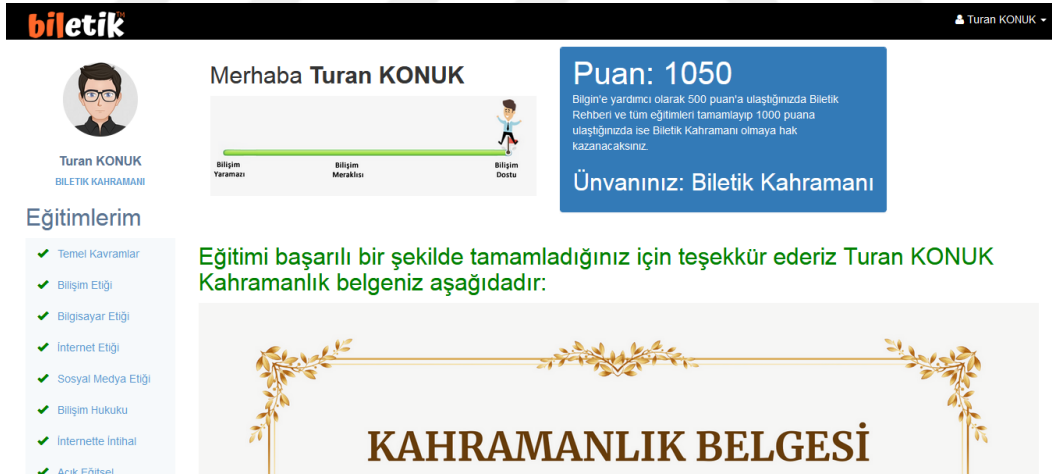 biletik
Turan KONUK
Merhaba Turan KONUK
Bilişim Yaramazı
Bilişim Meraklısı
Bilişim Dostu
Puan: 1050
Bilgin'e yardımcı olarak 500 puan'a ulaştığınızda Biletik
Rehberi ve tüm eğitimleri tamamlayıp 1000 puana
ulaştığınızda ise Biletik Kahramanı olmaya hak
kazanacaksınız.
Ünvanınız: Biletik Kahramanı
Turan KONUK
BILETIK KAHRAMANI
Eğitimlerim
Temel Kavramlar
Bilişim Etiği
Bilgisayar Etiği
İnternet Etiği
Sosyal Medya Etiği
Bilişim Hukuku
İnternette İntihal
Açık Eğitsel
Eğitimi başarılı bir şekilde tamamladığınız için teşekkür ederiz Turan KONUK
Kahramanlık belgeniz aşağıdadır:
KAHRAMANLIK BELGESİ